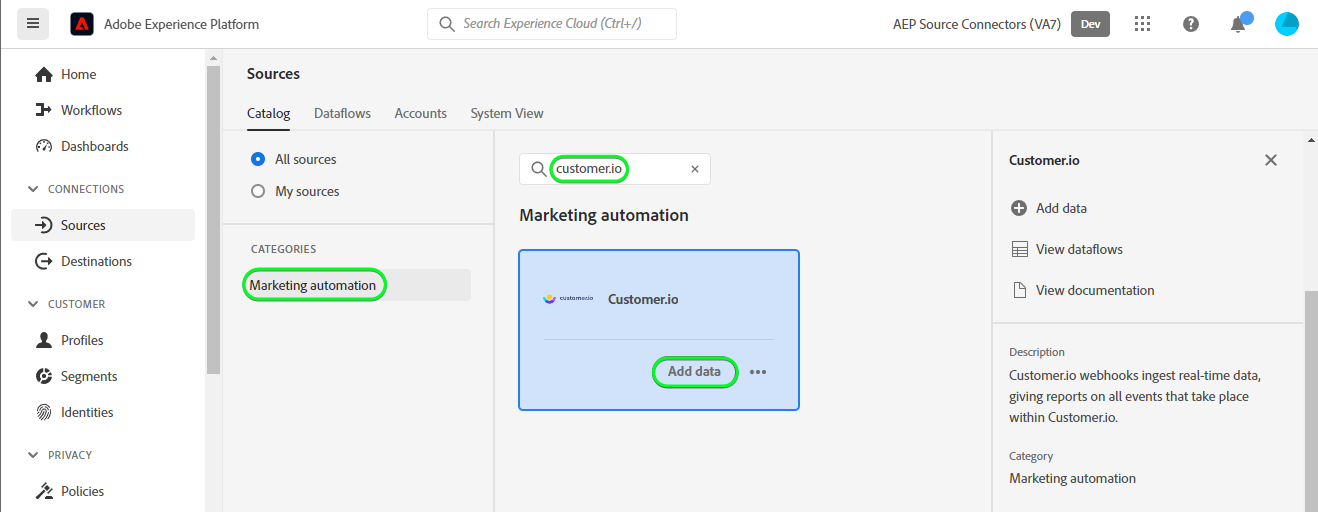 Adobe Experience Platform
Search Experience Cloud (Ctrl+/)
AEP Source Connectors (VA7)
Dev
Home
Workflows
Dashboards
CONNECTIONS
Sources
Destinations
CUSTOMER
Profiles
Segments
Identities
PRIVACY
Policies
Sources
Catalog Dataflows Accounts System View
All sources
My sources
CATEGORIES
Marketing automation
customer.io
Marketing automation
customer.io
Customer.io
Add data
Customer.io
Add data
View dataflows
View documentation
Description
Customer.io webhooks ingest real-time data,
giving reports on all events that take place
within Customer.io.
Category
Marketing automation